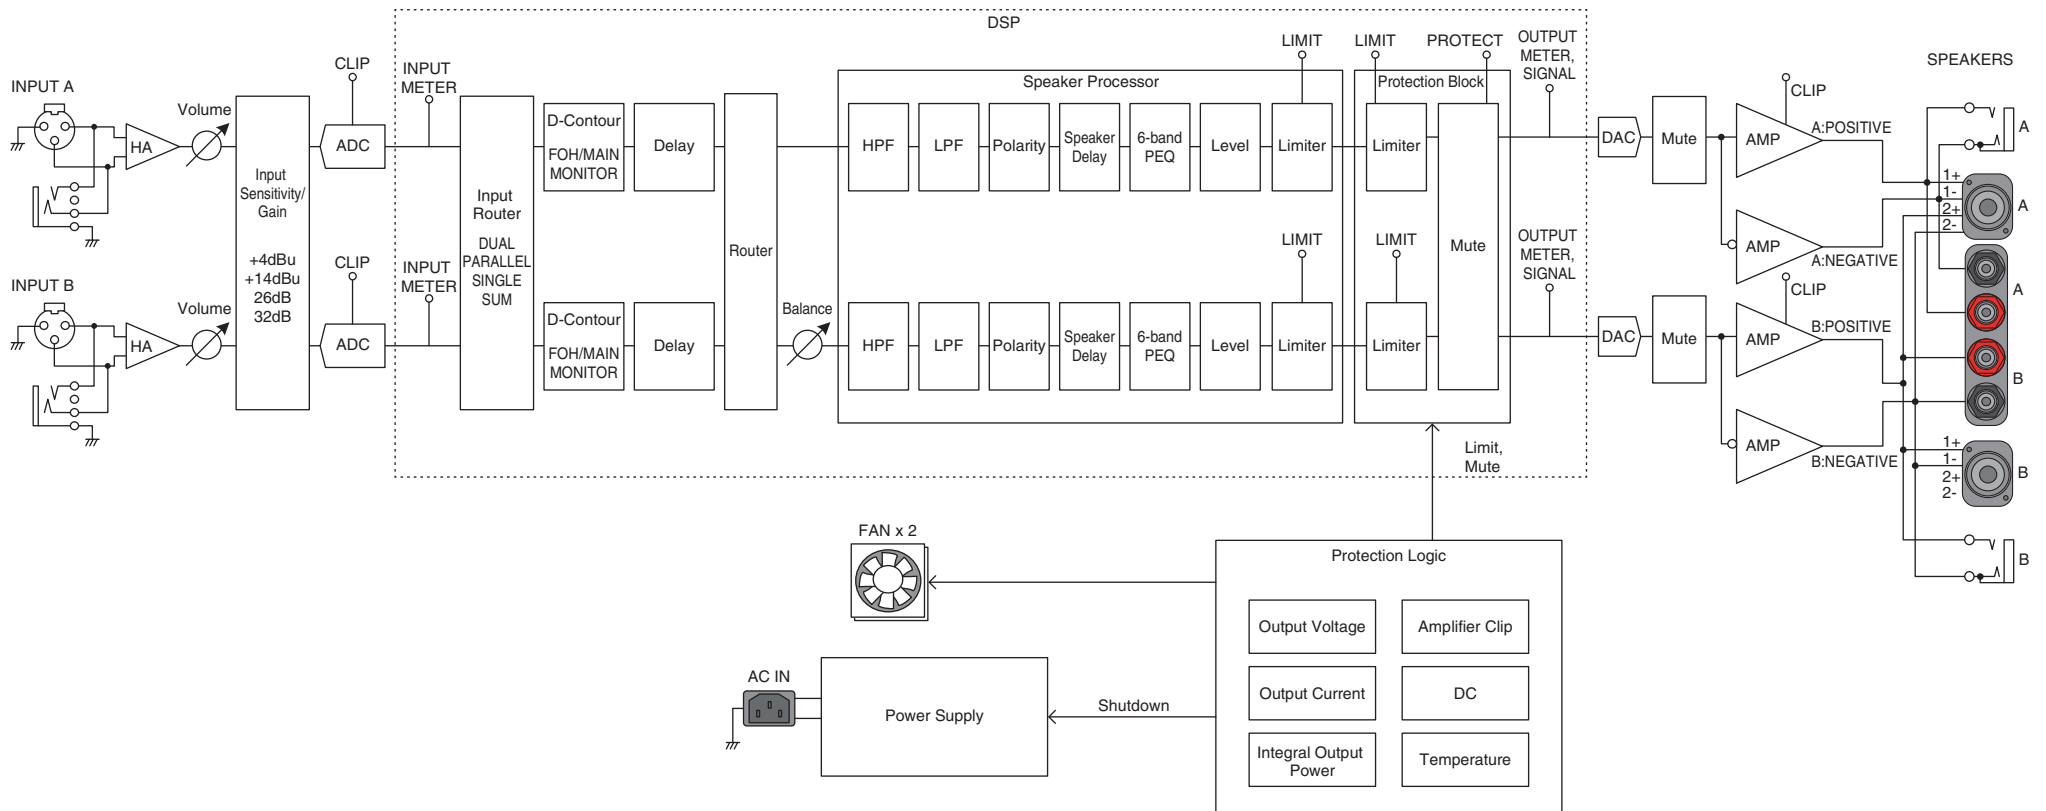 DSP
INPUT A
Volume
HA
Input
Sensitivity/
Gain
+4dBu
+14dBu
26dB
32dB
CLIP
ADC
INPUT
METER
Input
Router
DUAL
PARALLEL
SINGLE
SUM
D-Contour
FOH/MAIN
MONITOR
Delay
Router
Speaker Processor
HPF
LPF
Polarity
Speaker
Delay
6-band
PEQ
Level
Limiter
LIMIT
LIMIT
PROTECT
Protection Block
Limiter
Mute
OUTPUT
METER,
SIGNAL
DAC
Mute
AMP
CLIP
A:POSITIVE
AMP
A:NEGATIVE
SPEAKERS
A
1+
1-
2+
2-
A
A
B
INPUT B
Volume
HA
CLIP
ADC
INPUT
METER
D-Contour
FOH/MAIN
MONITOR
Delay
Balance
HPF
LPF
Polarity
Speaker
Delay
6-band
PEQ
Level
Limiter
LIMIT
LIMIT
Limiter
OUTPUT
METER,
SIGNAL
DAC
Mute
AMP
CLIP
B:POSITIVE
AMP
B:NEGATIVE
1+
1-
2+
2-
B
B
Limit,
Mute
FAN x 2
AC IN
Power Supply
Shutdown
Protection Logic
Output Voltage
Amplifier Clip
Output Current
DC
Integral Output
Power
Temperature